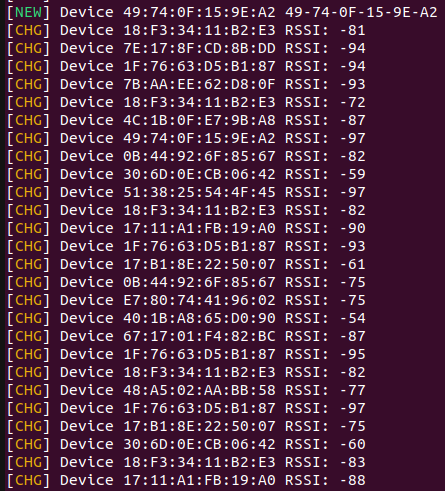 [NEW] Device 49:74:0F:15:9E:A2 49-74-0F-15-9E-A2
[CHG] Device 18:F3:34:11:B2:E3 RSSI: -81
[CHG] Device 7E:17:8F:CD:8B:DD RSSI: -94
[CHG] Device 1F:76:63:D5:B1:87 RSSI: -94
[CHG] Device 7B:AA:EE:62:D8:0F RSSI: -93
[CHG] Device 18:F3:34:11:B2:E3 RSSI: -72
[CHG] Device 4C:1B:0F:E7:9B:A8 RSSI: -87
[CHG] Device 49:74:0F:15:9E:A2 RSSI: -97
[CHG] Device 0B:44:92:6F:85:67 RSSI: -82
[CHG] Device 30:6D:0E:CB:06:42 RSSI: -59
[CHG] Device 51:38:25:54:4F:45 RSSI: -97
[CHG] Device 18:F3:34:11:B2:E3 RSSI: -82
[CHG] Device 17:11:A1:FB:19:A0 RSSI: -90
[CHG] Device 1F:76:63:D5:B1:87 RSSI: -93
[CHG] Device 17:B1:8E:22:50:07 RSSI: -61
[CHG] Device 0B:44:92:6F:85:67 RSSI: -75
[CHG] Device E7:80:74:41:96:02 RSSI: -75
[CHG] Device 40:1B:A8:65:D0:90 RSSI: -54
[CHG] Device 67:17:01:F4:82:BC RSSI: -87
[CHG] Device 1F:76:63:D5:B1:87 RSSI: -95
[CHG] Device 18:F3:34:11:B2:E3 RSSI: -82
[CHG] Device 48:A5:02:AA:BB:58 RSSI: -77
[CHG] Device 1F:76:63:D5:B1:87 RSSI: -97
[CHG] Device 17:B1:8E:22:50:07 RSSI: -75
[CHG] Device 30:6D:0E:CB:06:42 RSSI: -60
[CHG] Device 18:F3:34:11:B2:E3 RSSI: -83
[CHG] Device 17:11:A1:FB:19:A0 RSSI: -88